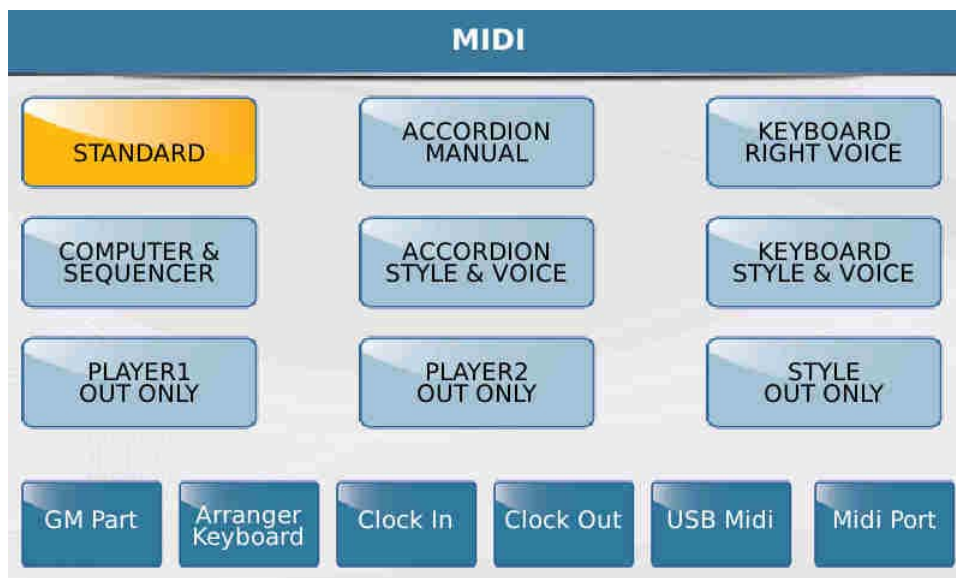 MIDI
STANDARD
ACCORDION
MANUAL
KEYBOARD
RIGHT VOICE
COMPUTER &
SEQUENCER
ACCORDION
STYLE & VOICE
KEYBOARD
STYLE & VOICE
PLAYER1
OUT ONLY
PLAYER2
OUT ONLY
STYLE
OUT ONLY
GM Part
Arranger
Keyboard
Clock In
Clock Out
USB Midi
Midi Port